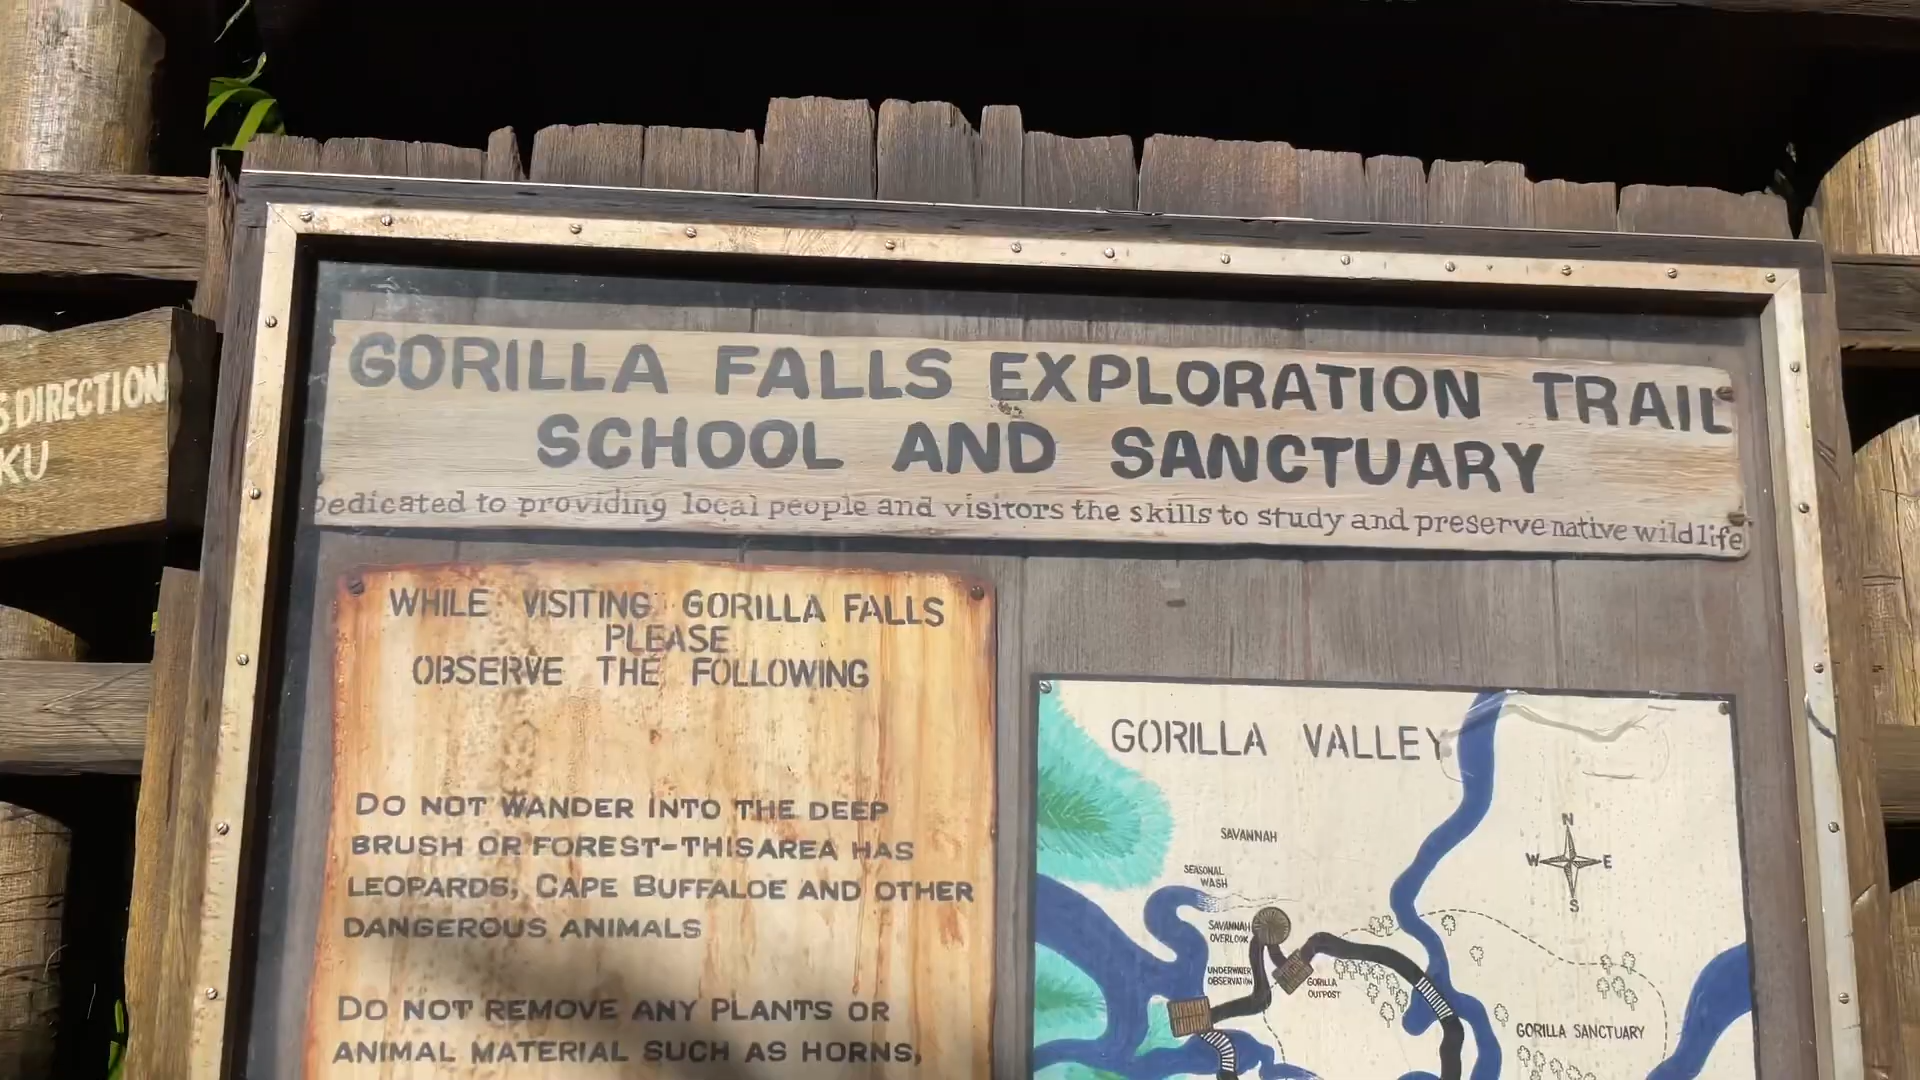 S DIRECTION
KU
GORILLA FALLS EXPLORATION TRAIL
SCHOOL AND SANCTUARY
Dedicated to providing local people and visitors the skills to study and preserve native wildlife
WHILE VISITING GORILLA FALLS
PLEASE
OBSERVE THE FOLLOWING
DO NOT WANDER INTO THE DEEP
BRUSH OR FOREST-THIS AREA HAS
LEOPARDS, CAPE BUFFALOE AND OTHER
DANGEROUS ANIMALS
DO NOT REMOVE ANY PLANTS OR
ANIMAL MATERIAL SUCH AS HORNS,
GORILLA VALLEY
SAVANNAH
SEASONAL
WASH
SAVANNAH
OVERLOOK
UNDERWATER
OBSERVATION
GORILLA
OUTPOST
N
W E
S
GORILLA SANCTUARY